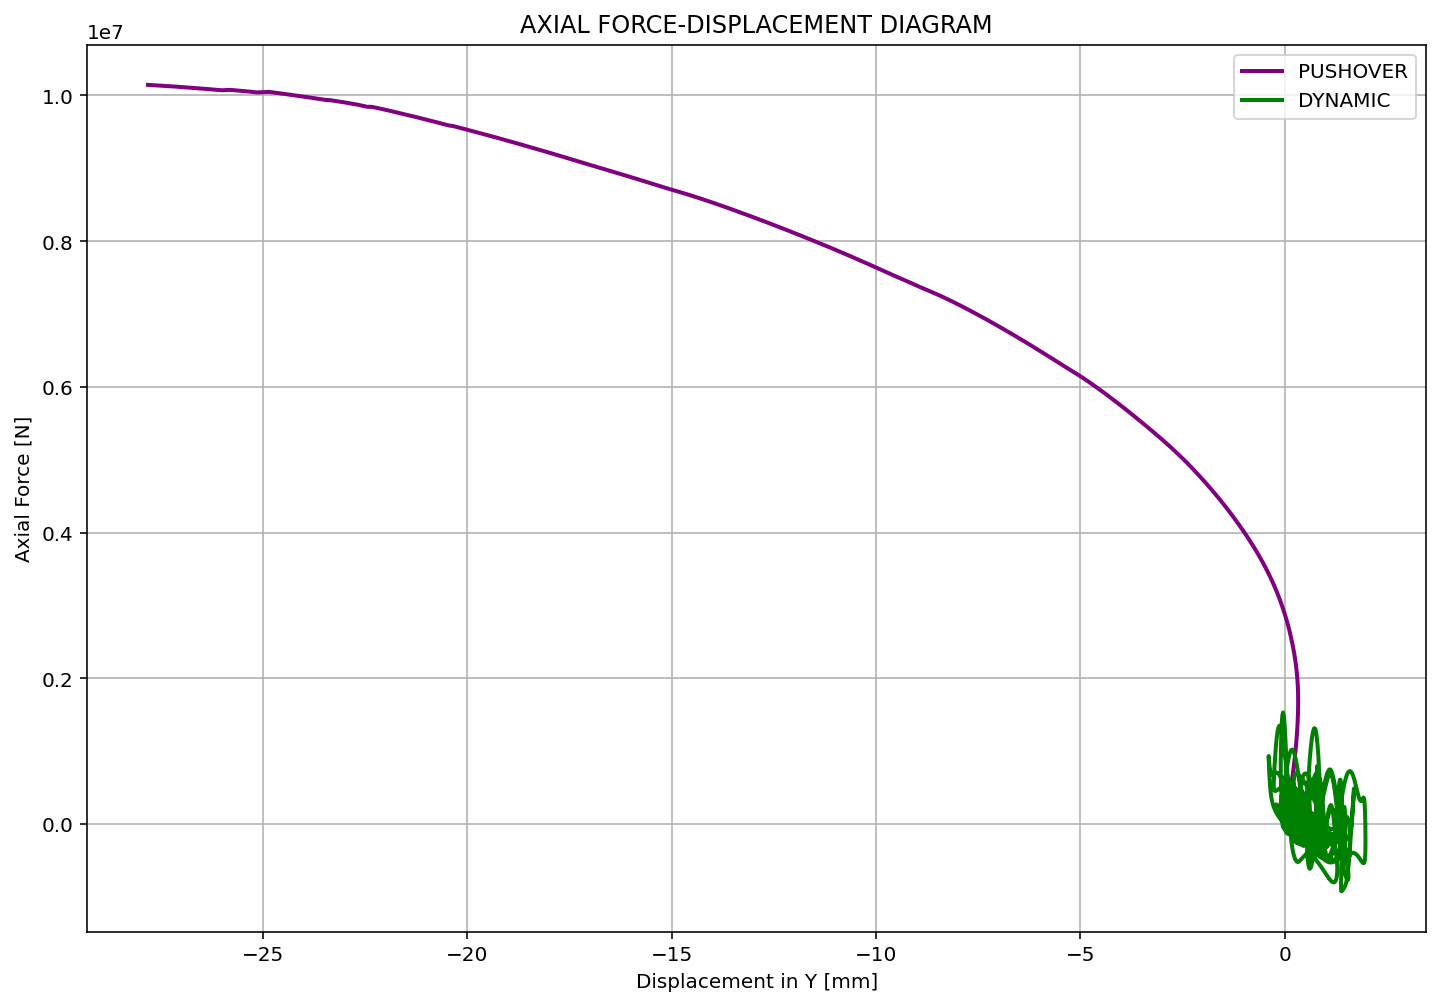 AXIAL FORCE-DISPLACEMENT DIAGRAM
1e7
PUSHOVER
DYNAMIC
1.0
0.8
0.6
0.4
0.2
0.0
Axial Force [N]
−25
−20
−15
−10
−5
0
Displacement in Y [mm]